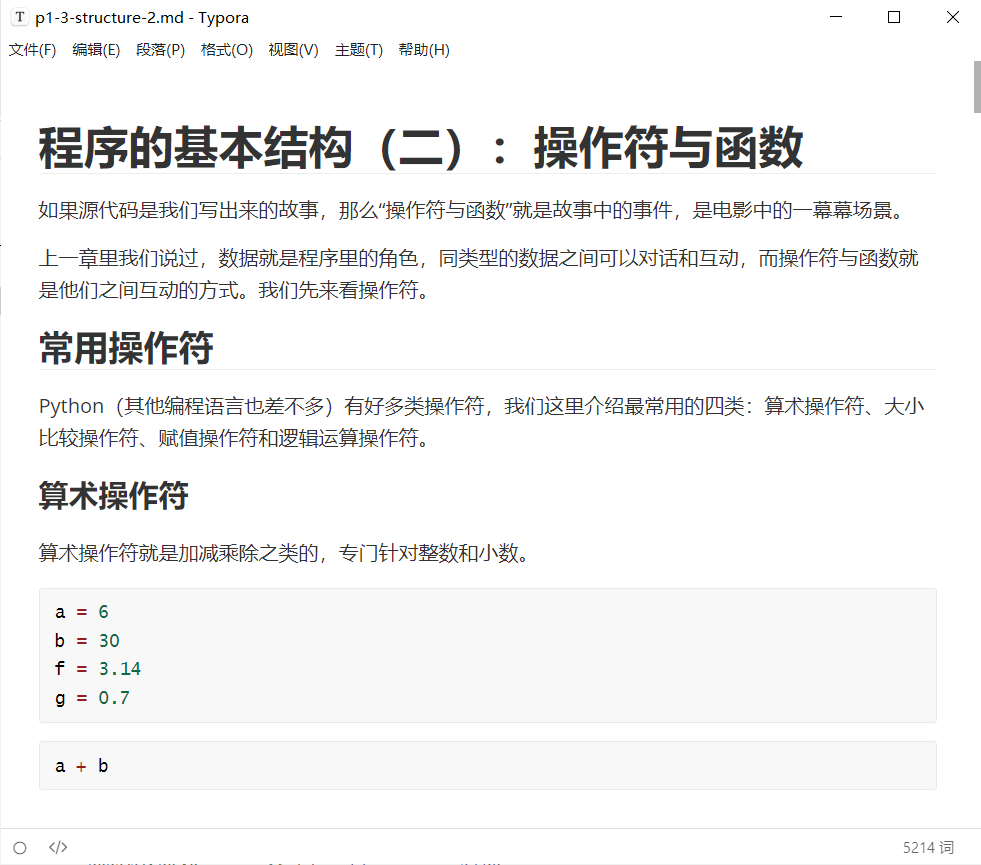 p1-3-structure-2.md - Typora
文件(F) 编辑(E) 段落(P) 格式(O) 视图(V) 主题(T) 帮助(H)
程序的基本结构（二）：操作符与函数
如果源代码是我们写出来的故事，那么“操作符与函数”就是故事中的事件，是电影中的一幕幕场景。
上一章里我们说过，数据就是程序里的角色，同类型的数据之间可以对话和互动，而操作符与函数就
是他们之间互动的方式。我们先来看操作符。
常用操作符
Python（其他编程语言也差不多）有好多类操作符，我们这里介绍最常用的四类：算术操作符、大小
比较操作符、赋值操作符和逻辑运算操作符。
算术操作符
算术操作符就是加减乘除之类的，专门针对整数和小数。
a = 6
b = 30
f = 3.14
g = 0.7
a + b
5214 词